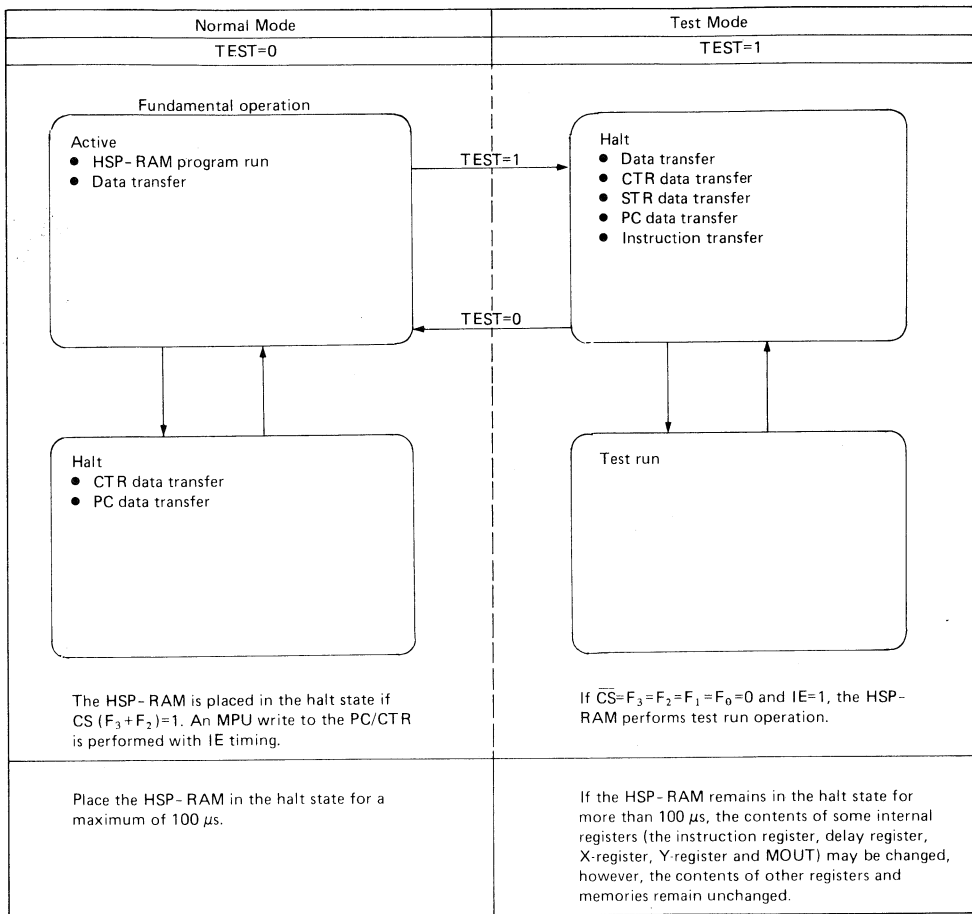 Normal Mode
Test Mode
TEST=0
TEST=1
Fundamental operation
Active
● HSP-RAM program run
● Data transfer
TEST=1
Halt
● Data transfer
● CTR data transfer
● STR data transfer
● PC data transfer
● Instruction transfer
TEST=0
Halt
● CTR data transfer
● PC data transfer
Test run
The HSP-RAM is placed in the halt state if
CS (F₃+F₂)=1. An MPU write to the PC/CTR
is performed with IE timing.
If C̅S̅=F₃=F₂=F₁=F₀=0 and IE=1, the HSP-
RAM performs test run operation.
Place the HSP-RAM in the halt state for a
maximum of 100 μs.
If the HSP-RAM remains in the halt state for
more than 100 μs, the contents of some internal
registers (the instruction register, delay register,
X-register, Y-register and MOUT) may be changed,
however, the contents of other registers and
memories remain unchanged.